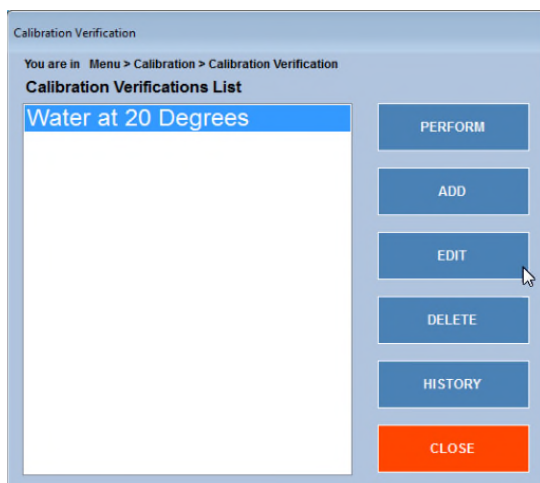 Calibration Verification
You are in Menu > Calibration > Calibration Verification
Calibration Verifications List
Water at 20 Degrees
PERFORM
ADD
EDIT
DELETE
HISTORY
CLOSE